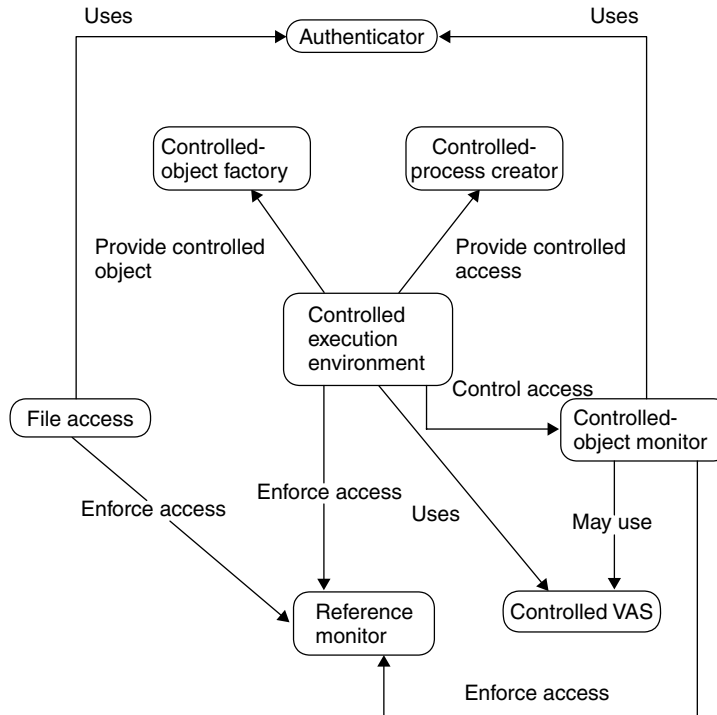 Uses
Uses
Authenticator
Controlled-
object factory
Controlled-
process creator
Provide controlled
object
Provide controlled
access
Controlled
execution
environment
Control access
File access
Controlled-
object monitor
Enforce access
Enforce access
Uses
May use
Reference
monitor
Controlled VAS
Enforce access